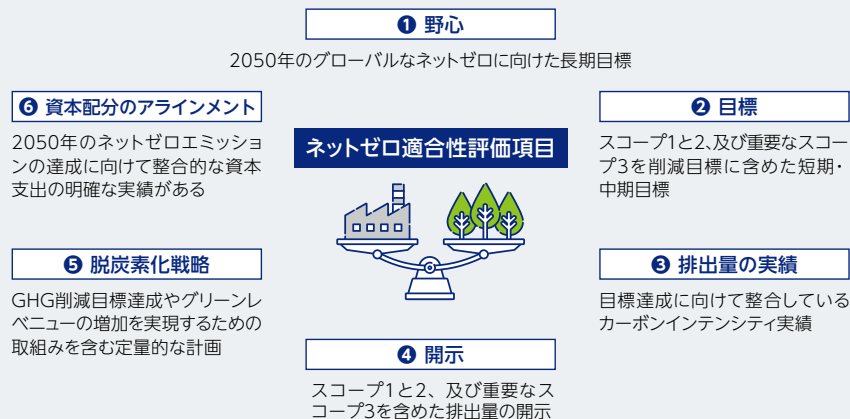 ❶ 野心
2050年のグローバルなネットゼロに向けた長期目標
❻ 資本配分のアラインメント
2050年のネットゼロエミッショ
ンの達成に向けて整合的な資本
支出の明確な実績がある
ネットゼロ適合性評価項目
❷ 目標
スコープ1と2、及び重要なスコー
プ3を削減目標に含めた短期・
中期目標
❺ 脱炭素化戦略
GHG削減目標達成やグリーンレ
ベニューの増加を実現するための
取組みを含む定量的な計画
❸ 排出量の実績
目標達成に向けて整合している
カーボンインテンシティ実績
❹ 開示
スコープ1と2、及び重要なス
コープ3を含めた排出量の開示